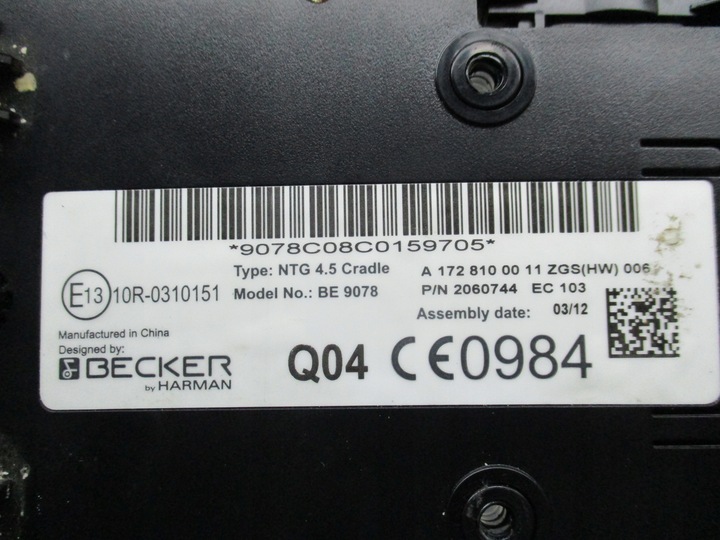 *9078C08C0159705*
Type: NTG 4.5 Cradle
A 172 810 00 11 ZGS(HW) 006
E13 10R-0310151
Model No.: BE 9078
P/N 2060744 EC 103
Assembly date: 03/12
Manufactured in China
Designed by:
BECKER
by HARMAN
Q04 CE0984